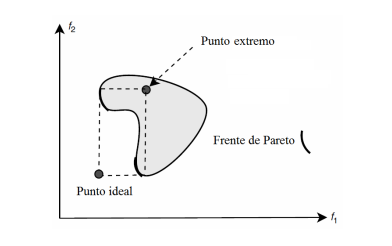 f2
Punto extremo
Frente de Pareto
Punto ideal
f1